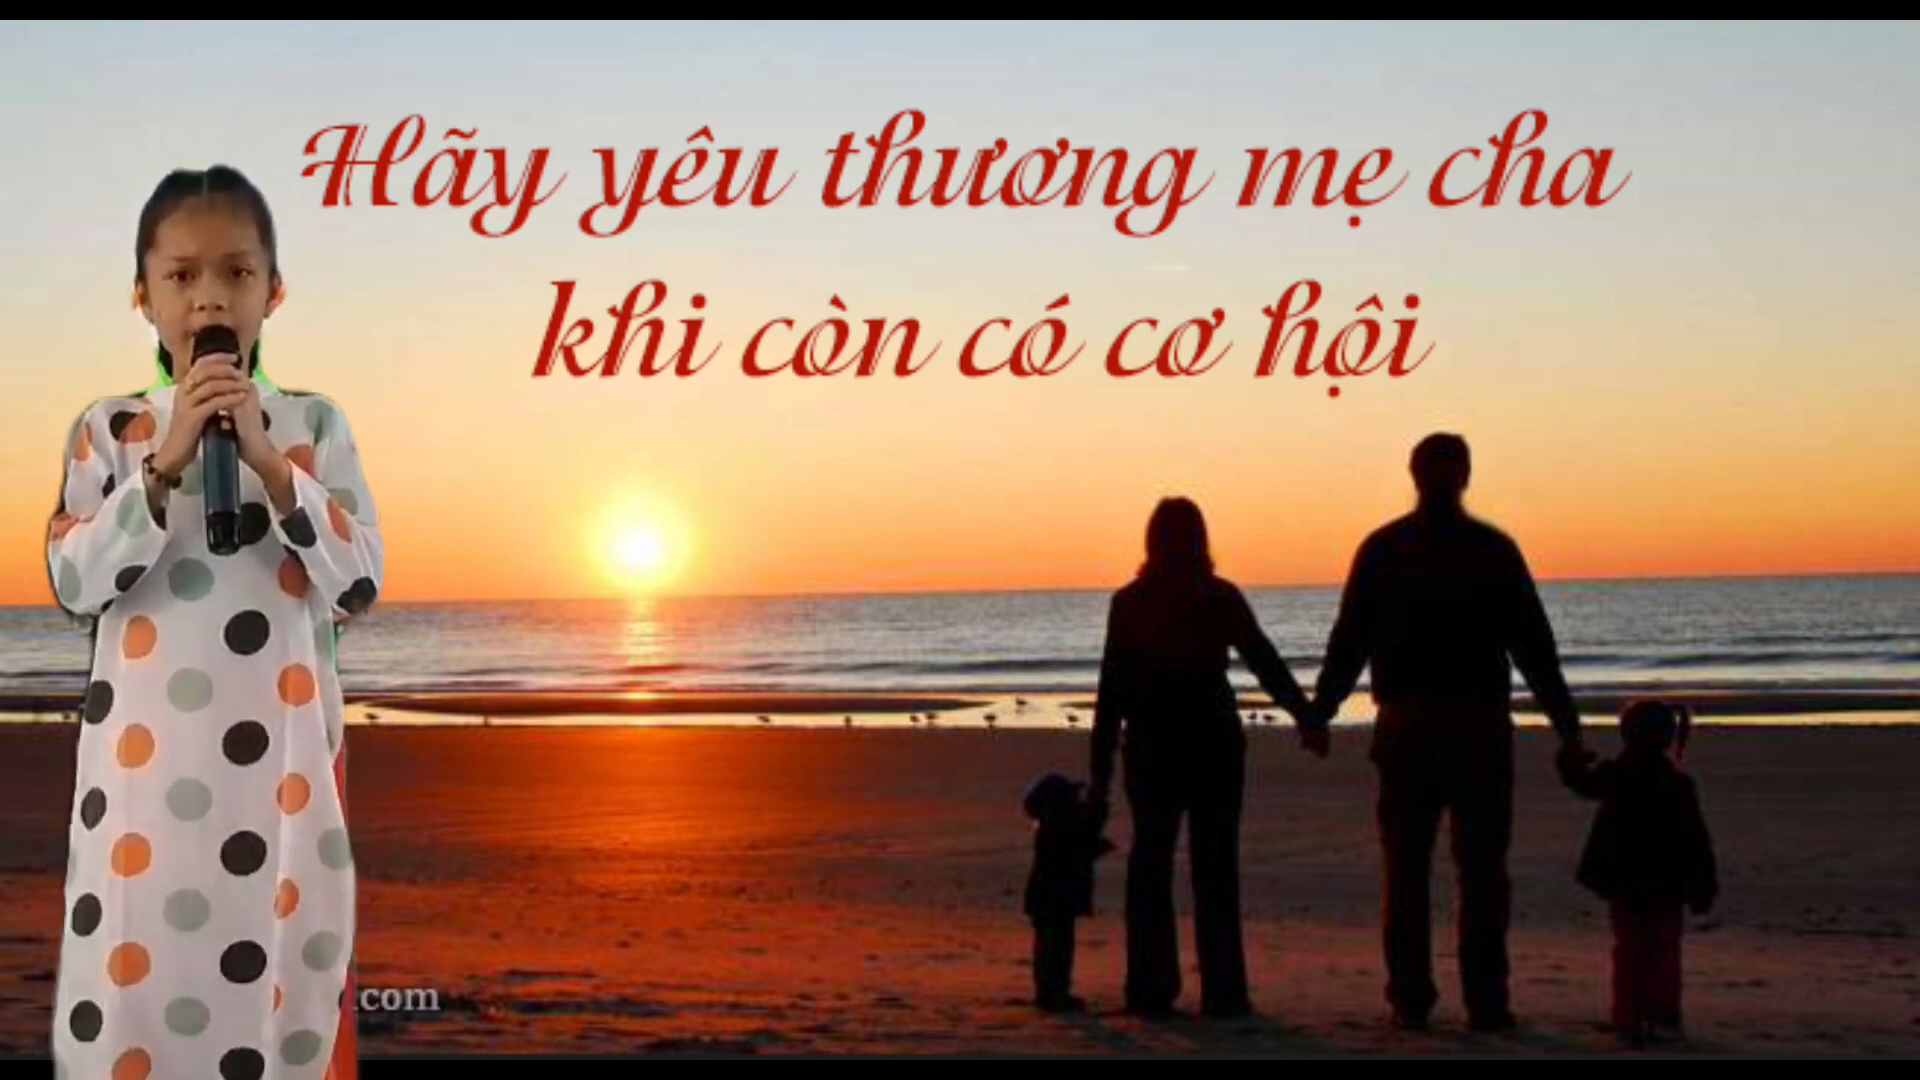 Hãy yêu thương mẹ cha
khi còn có cơ hội
.com